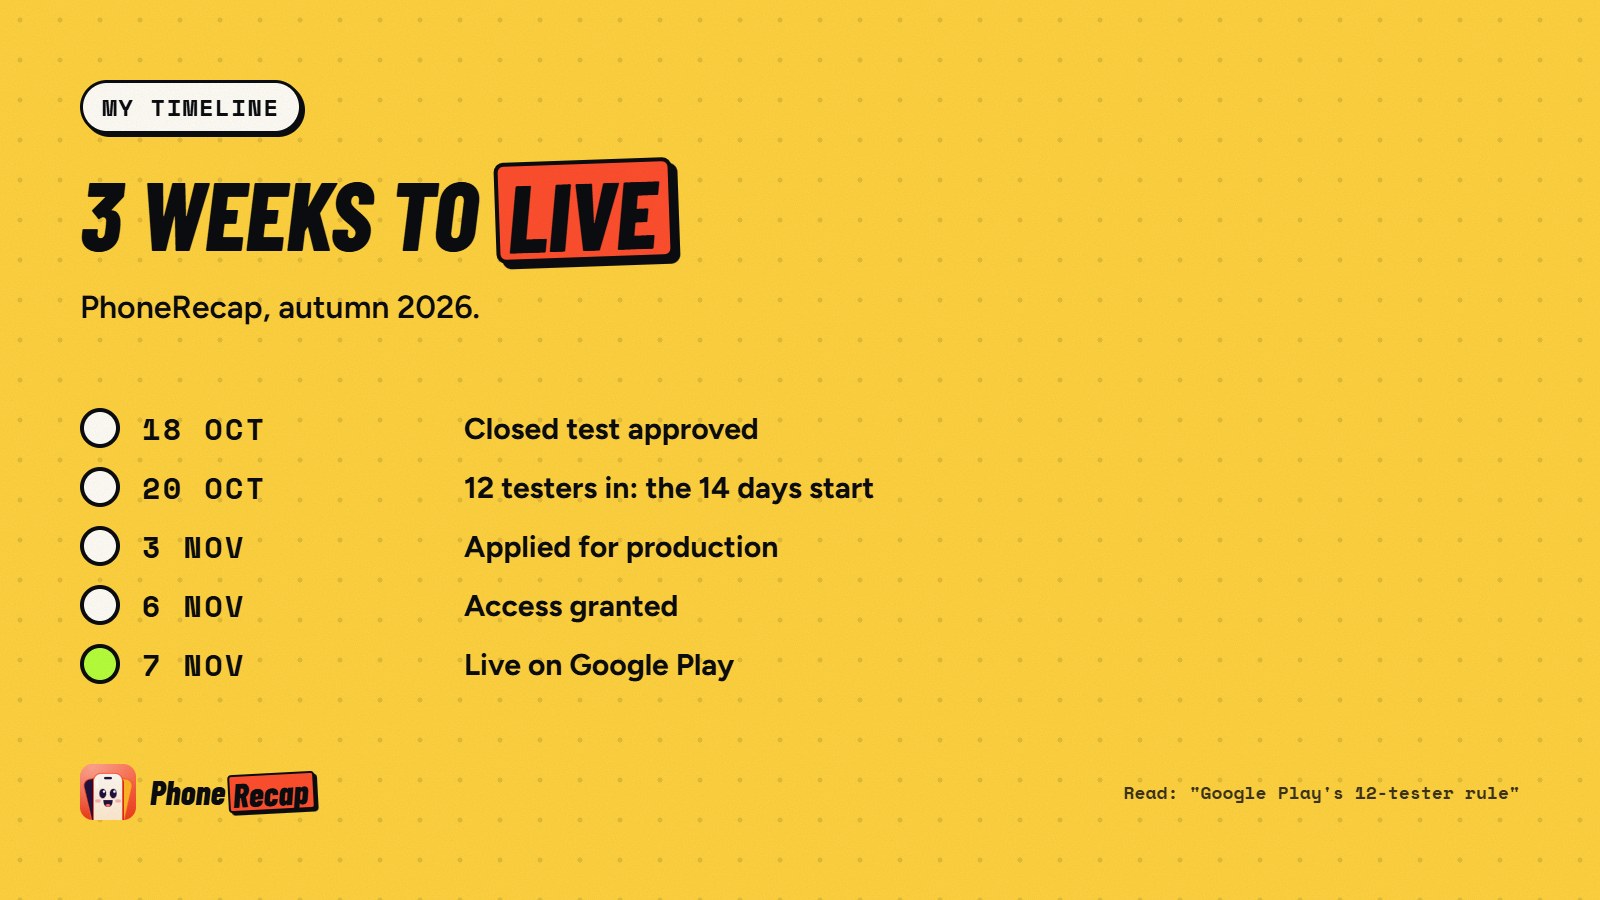 MY TIMELINE
3 WEEKS TO LIVE
PhoneRecap, autumn 2026.
18 OCT Closed test approved
20 OCT 12 testers in: the 14 days start
3 NOV Applied for production
6 NOV Access granted
7 NOV Live on Google Play
Phone Recap
Read: "Google Play's 12-tester rule"